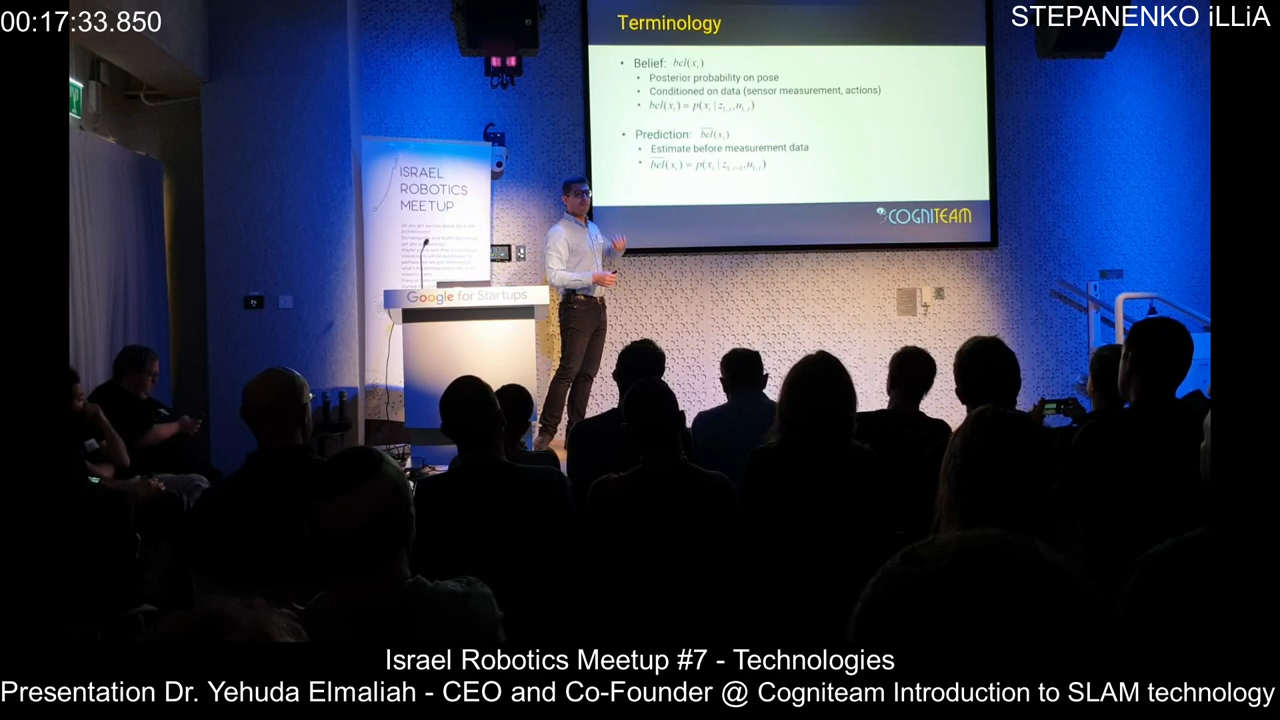 00:17:33.850
STEPANENKO iLLiA
Terminology
• Belief: bel(xₜ)
• Posterior probability on pose
• Conditioned on data (sensor measurement, actions)
• bel(xₜ) = p(xₜ | z₁:ₜ, u₁:ₜ)
• Prediction: b̅e̅l̅(xₜ)
• Estimate before measurement data
• b̅e̅l̅(xₜ) = p(xₜ | z₁:ₜ₋₁, u₁:ₜ)
COGNITEAM
ISRAEL
ROBOTICS
MEETUP
Google for Startups
Israel Robotics Meetup #7 - Technologies
Presentation Dr. Yehuda Elmaliah - CEO and Co-Founder @ Cogniteam Introduction to SLAM technology